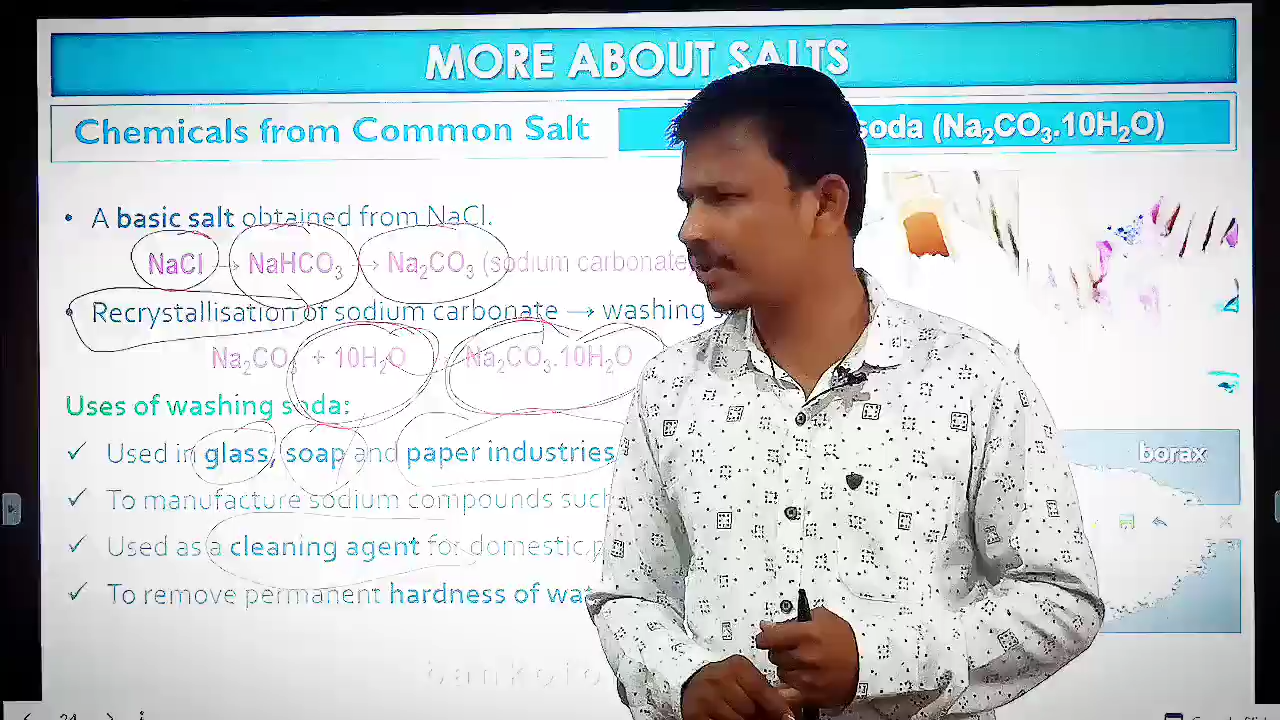 MORE ABOUT SALTS
Chemicals from Common Salt
soda (Na₂CO₃.10H₂O)
• A basic salt obtained from NaCl.
NaCl → NaHCO₃ → Na₂CO₃ (sodium carbonate)
• Recrystallisation of sodium carbonate → washing
Na₂CO₃ + 10H₂O → Na₂CO₃.10H₂O
Uses of washing soda:
✓ Used in glass, soap and paper industries
✓ To manufacture sodium compounds such
borax
✓ Used as a cleaning agent for domestic
✓ To remove permanent hardness of